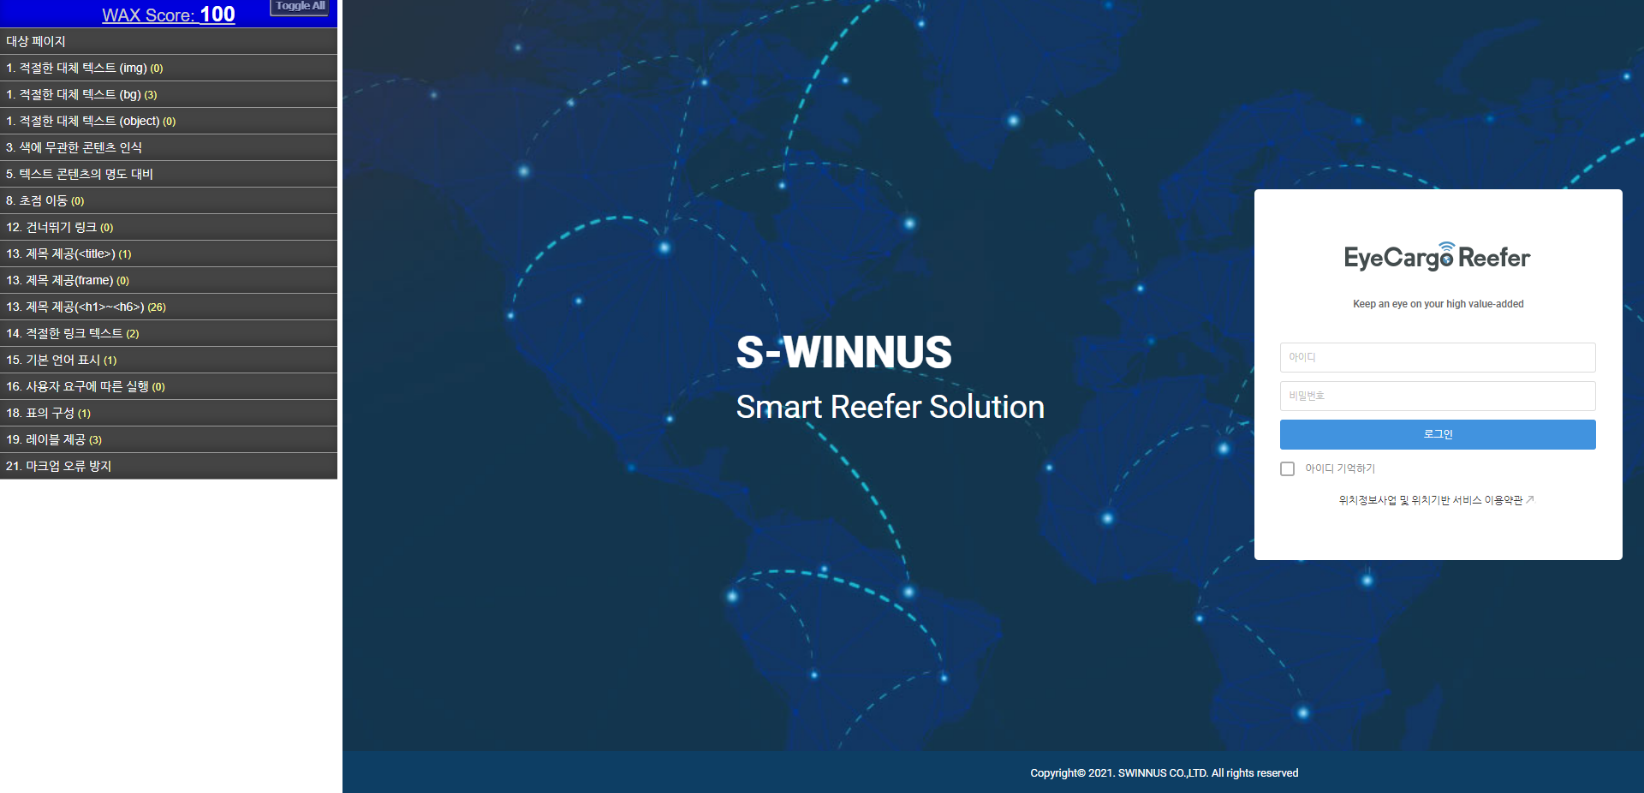 WAX Score: 100
Toggle All
대상 페이지
1. 적절한 대체 텍스트 (img) (0)
1. 적절한 대체 텍스트 (bg) (3)
1. 적절한 대체 텍스트 (object) (0)
3. 색에 무관한 콘텐츠 인식
5. 텍스트 콘텐츠의 명도 대비
8. 초점 이동 (0)
12. 건너뛰기 링크 (0)
13. 제목 제공(<title>) (1)
13. 제목 제공(frame) (0)
13. 제목 제공(<h1>~<h6>) (26)
14. 적절한 링크 텍스트 (2)
15. 기본 언어 표시 (1)
16. 사용자 요구에 따른 실행 (0)
18. 표의 구성 (1)
19. 레이블 제공 (3)
21. 마크업 오류 방지
S-WINNUS
Smart Reefer Solution
EyeCargo Reefer
Keep an eye on your high value-added
아이디
비밀번호
로그인
아이디 기억하기
위치정보사업 및 위치기반 서비스 이용약관
Copyright© 2021. SWINNUS CO.,LTD. All rights reserved